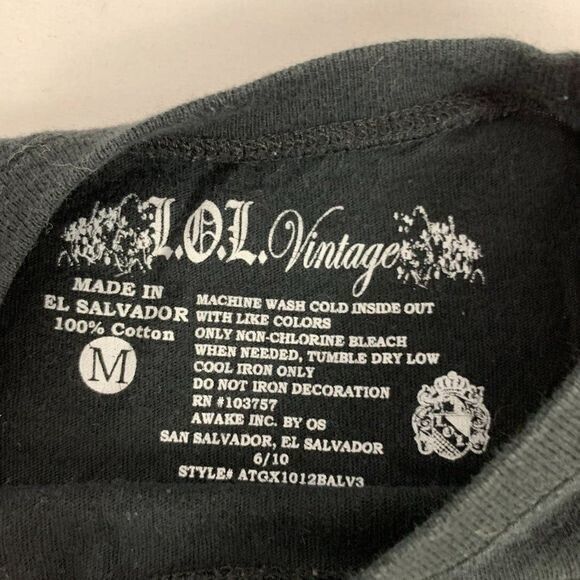 L.O.L. Vintage
MADE IN
EL SALVADOR
100% Cotton
M
MACHINE WASH COLD INSIDE OUT
WITH LIKE COLORS
ONLY NON-CHLORINE BLEACH
WHEN NEEDED, TUMBLE DRY LOW
COOL IRON ONLY
DO NOT IRON DECORATION
RN #103757
AWAKE INC. BY OS
SAN SALVADOR, EL SALVADOR
6/10
STYLE# ATGX1012BALV3
LOL